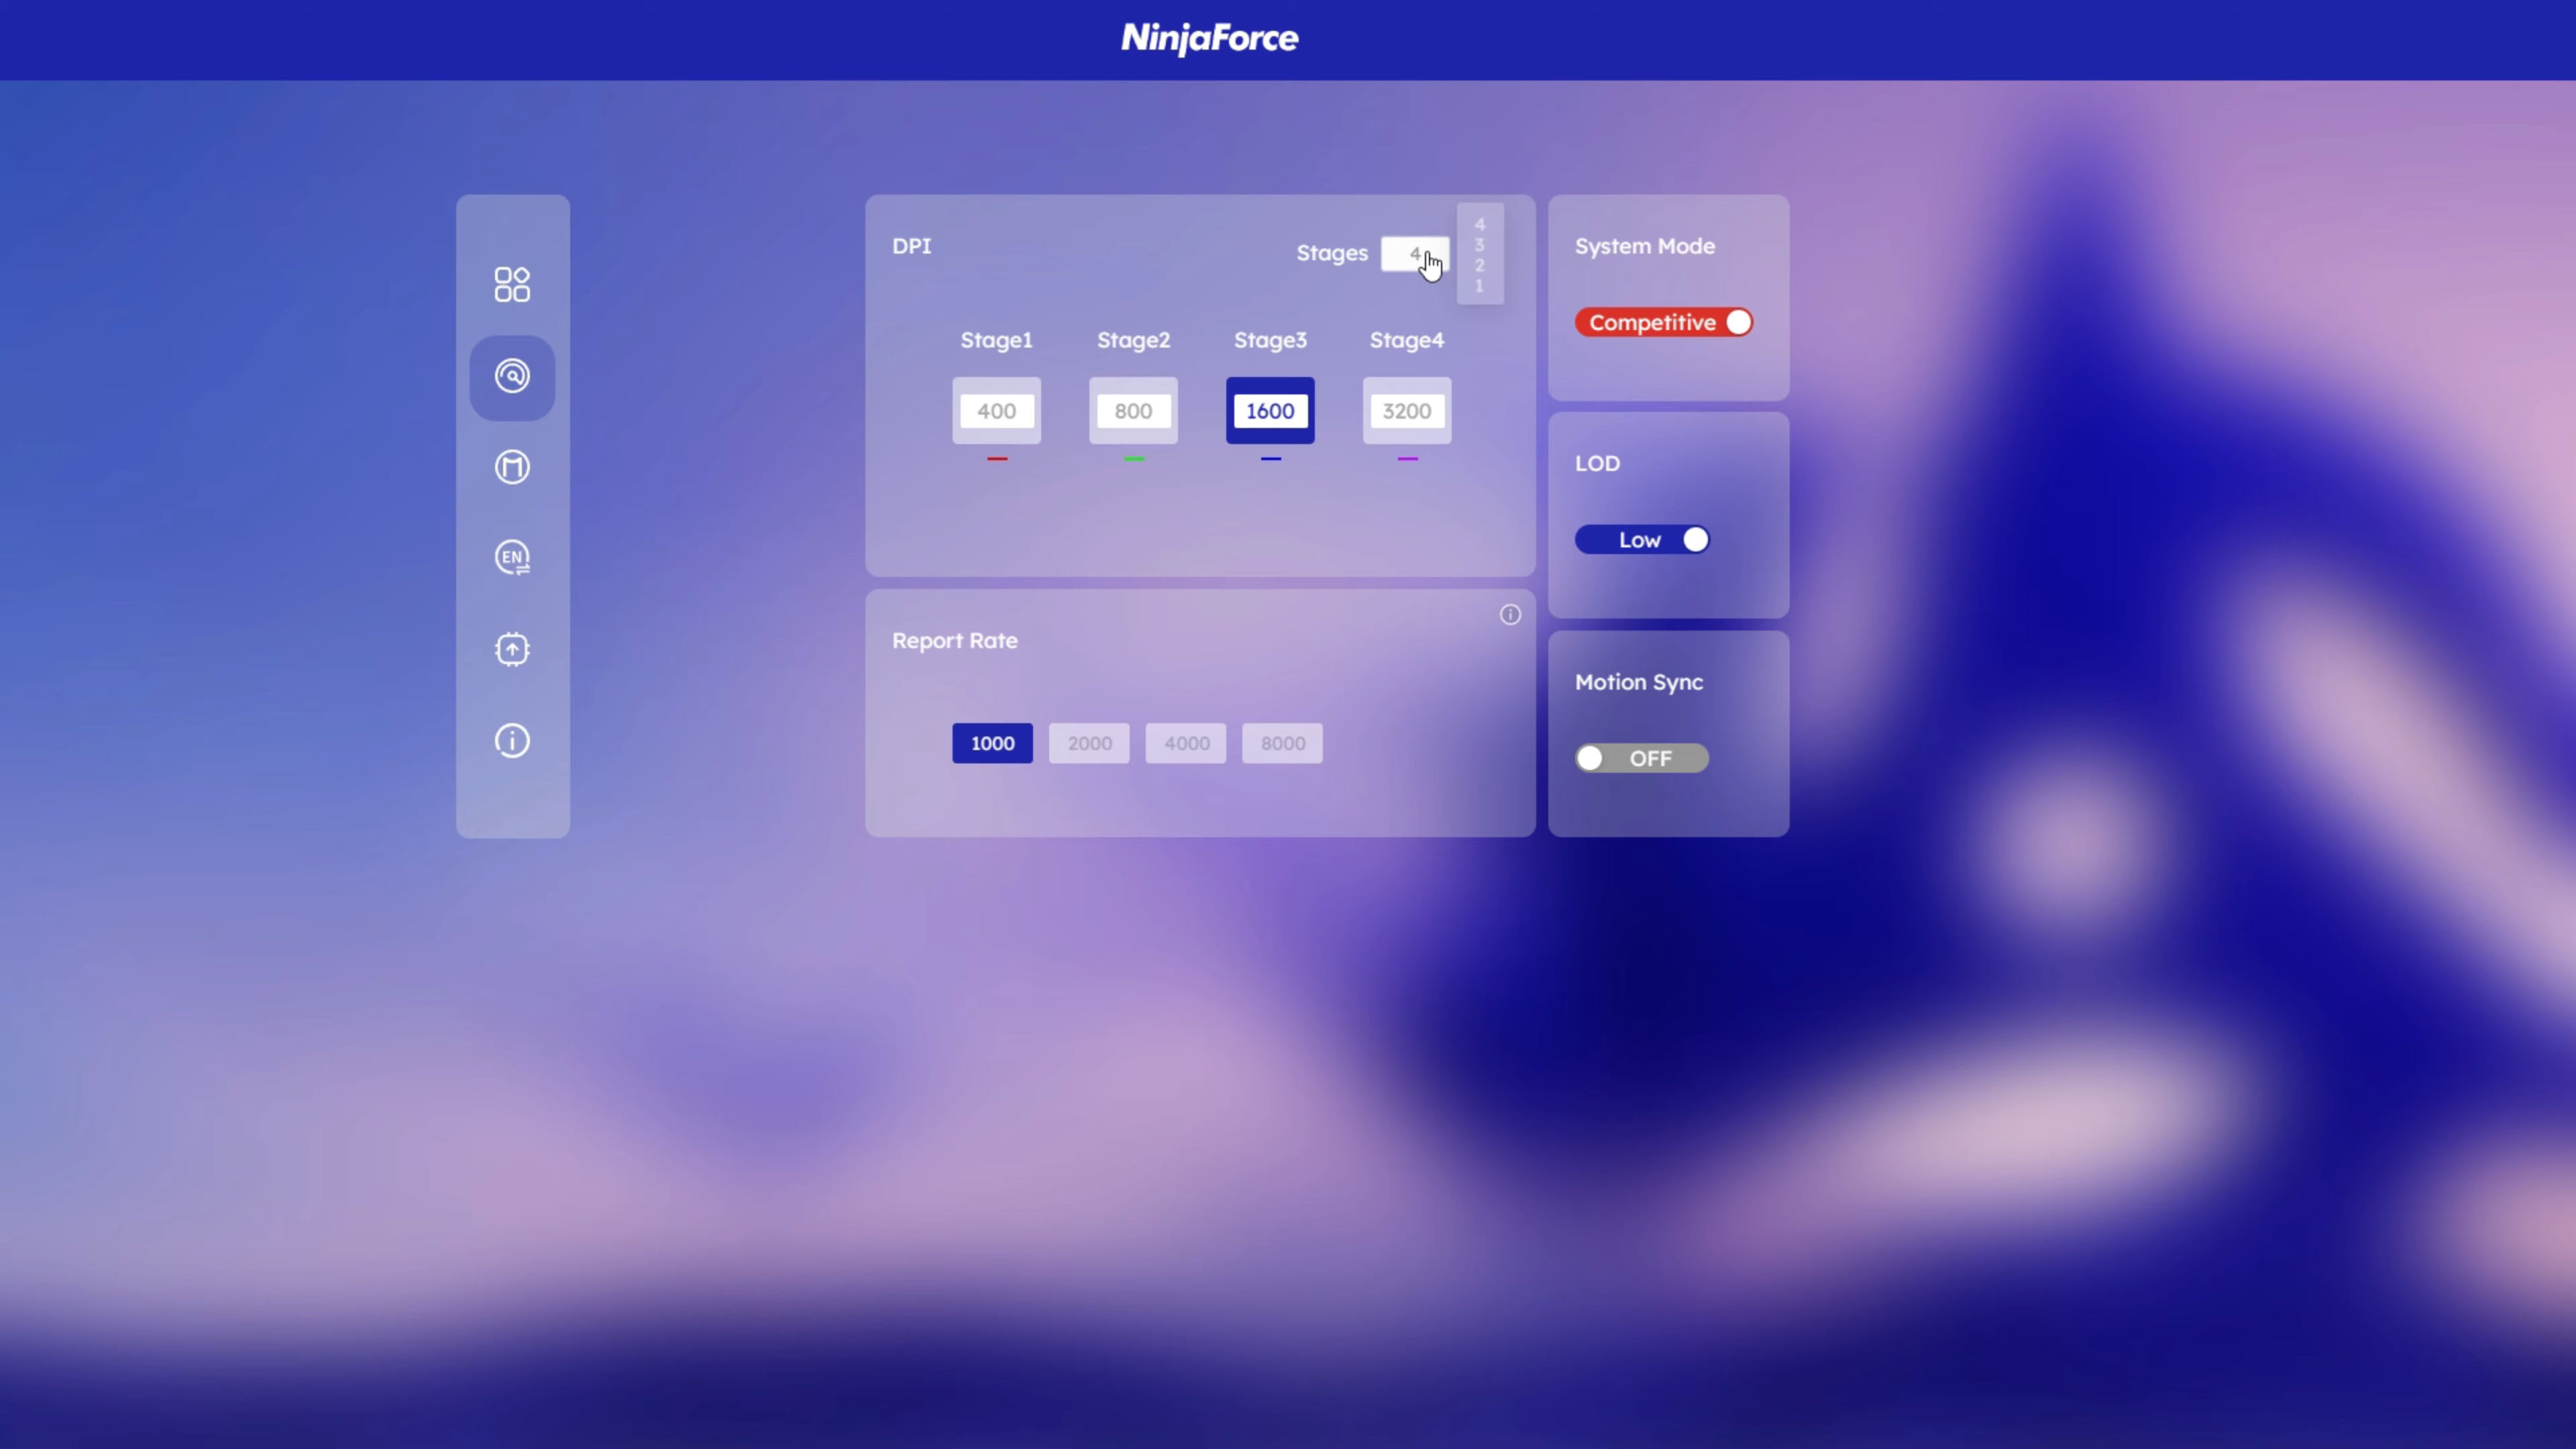 NinjaForce
DPI
Stages 4
4
3
2
1
Stage1 Stage2 Stage3 Stage4
400 800 1600 3200
System Mode
Competitive
LOD
Low
Report Rate
1000 2000 4000 8000
Motion Sync
OFF
EN